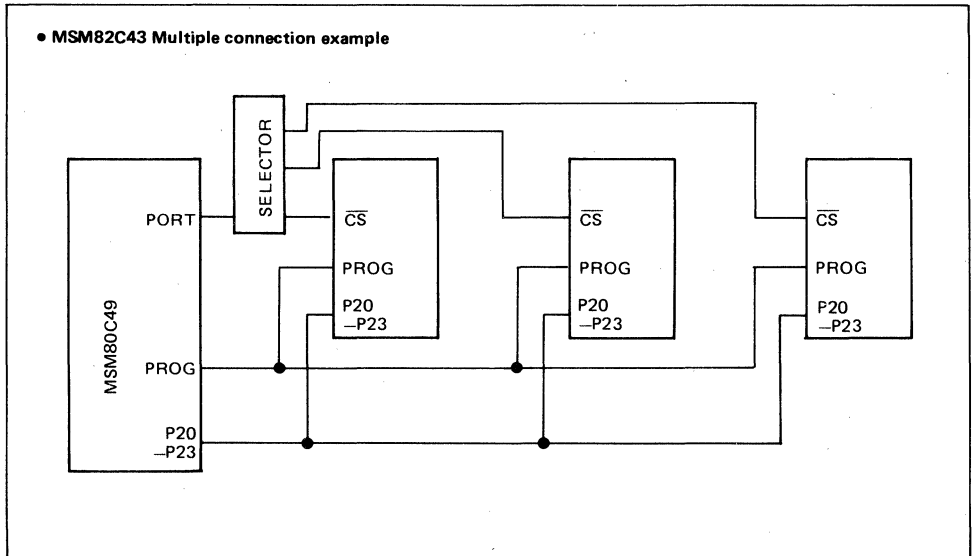 • MSM82C43 Multiple connection example
SELECTOR
MSM80C49
PORT
PROG
P20
—P23
CS
PROG
P20
—P23
CS
PROG
P20
—P23
CS
PROG
P20
—P23